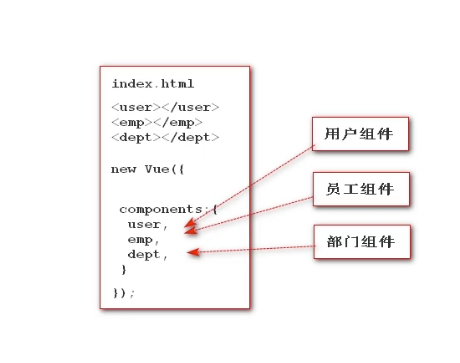 index.html
<user></user>
<emp></emp>
<dept></dept>
new Vue({
components:{
user,
emp,
dept,
}
});
用户组件
员工组件
部门组件